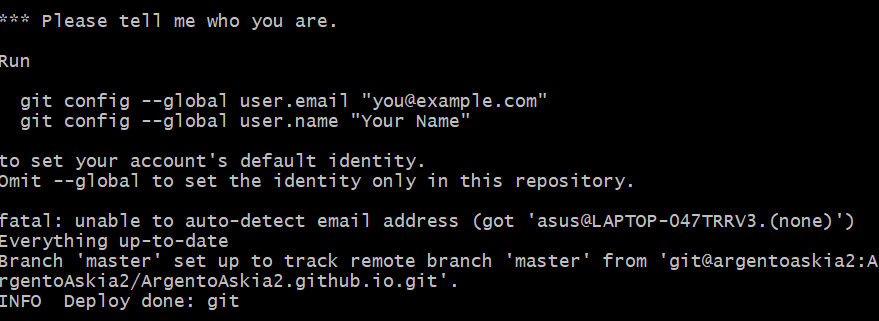 *** Please tell me who you are.
Run
git config --global user.email "you@example.com"
git config --global user.name "Your Name"
to set your account's default identity.
Omit --global to set the identity only in this repository.
fatal: unable to auto-detect email address (got 'asus@LAPTOP-O47TRRV3.(none)')
Everything up-to-date
Branch 'master' set up to track remote branch 'master' from 'git@argentoaskia2:A
rgentoAskia2/ArgentoAskia2.github.io.git'.
INFO  Deploy done: git